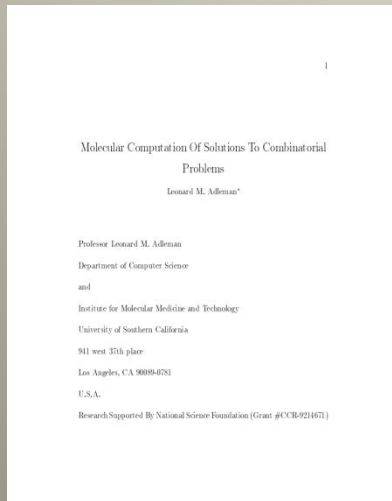 1
Molecular Computation Of Solutions To Combinatorial
Problems
Leonard M. Adleman*
Professor Leonard M. Adleman
Department of Computer Science
and
Institute for Molecular Medicine and Technology
University of Southern California
941 west 37th place
Los Angeles, CA 90089-0781
U.S.A.
Research Supported By National Science Foundation (Grant #CCR-9214671)